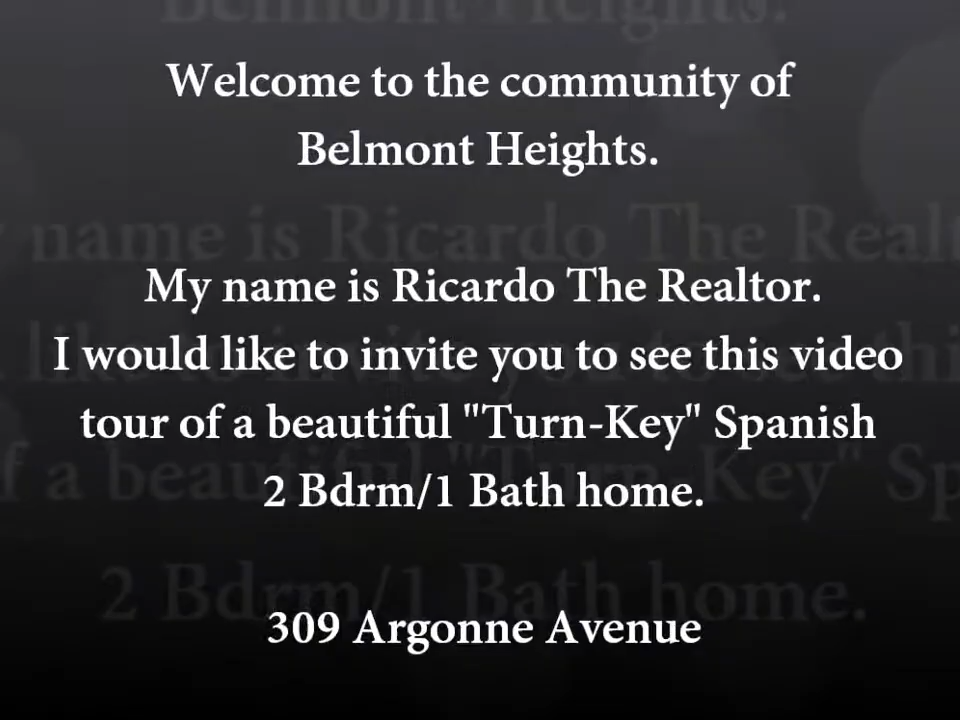 Welcome to the community of
Belmont Heights.
My name is Ricardo The Realtor.
I would like to invite you to see this video
tour of a beautiful "Turn-Key" Spanish
2 Bdrm/1 Bath home.
309 Argonne Avenue